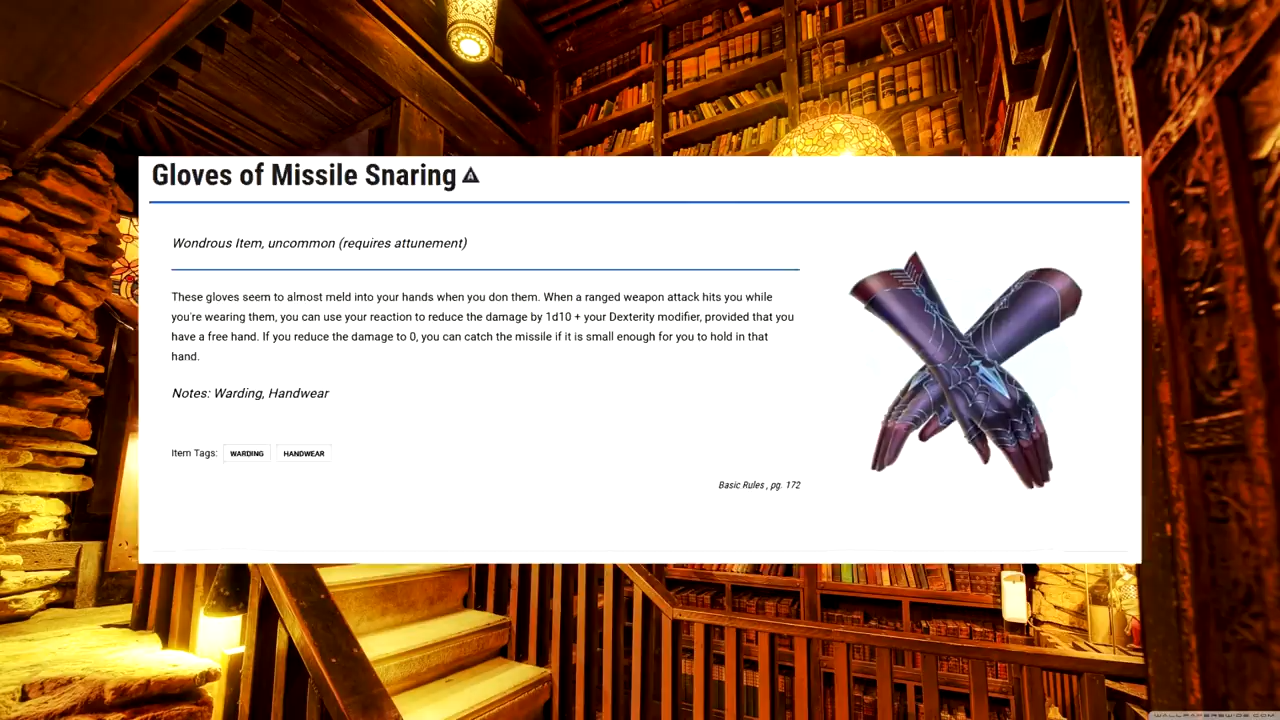 Gloves of Missile Snaring
Wondrous Item, uncommon (requires attunement)
These gloves seem to almost meld into your hands when you don them. When a ranged weapon attack hits you while
you're wearing them, you can use your reaction to reduce the damage by 1d10 + your Dexterity modifier, provided that you
have a free hand. If you reduce the damage to 0, you can catch the missile if it is small enough for you to hold in that
hand.
Notes: Warding, Handwear
Item Tags: WARDING HANDWEAR
Basic Rules , pg. 172
WALLPAPERSWIDE.COM